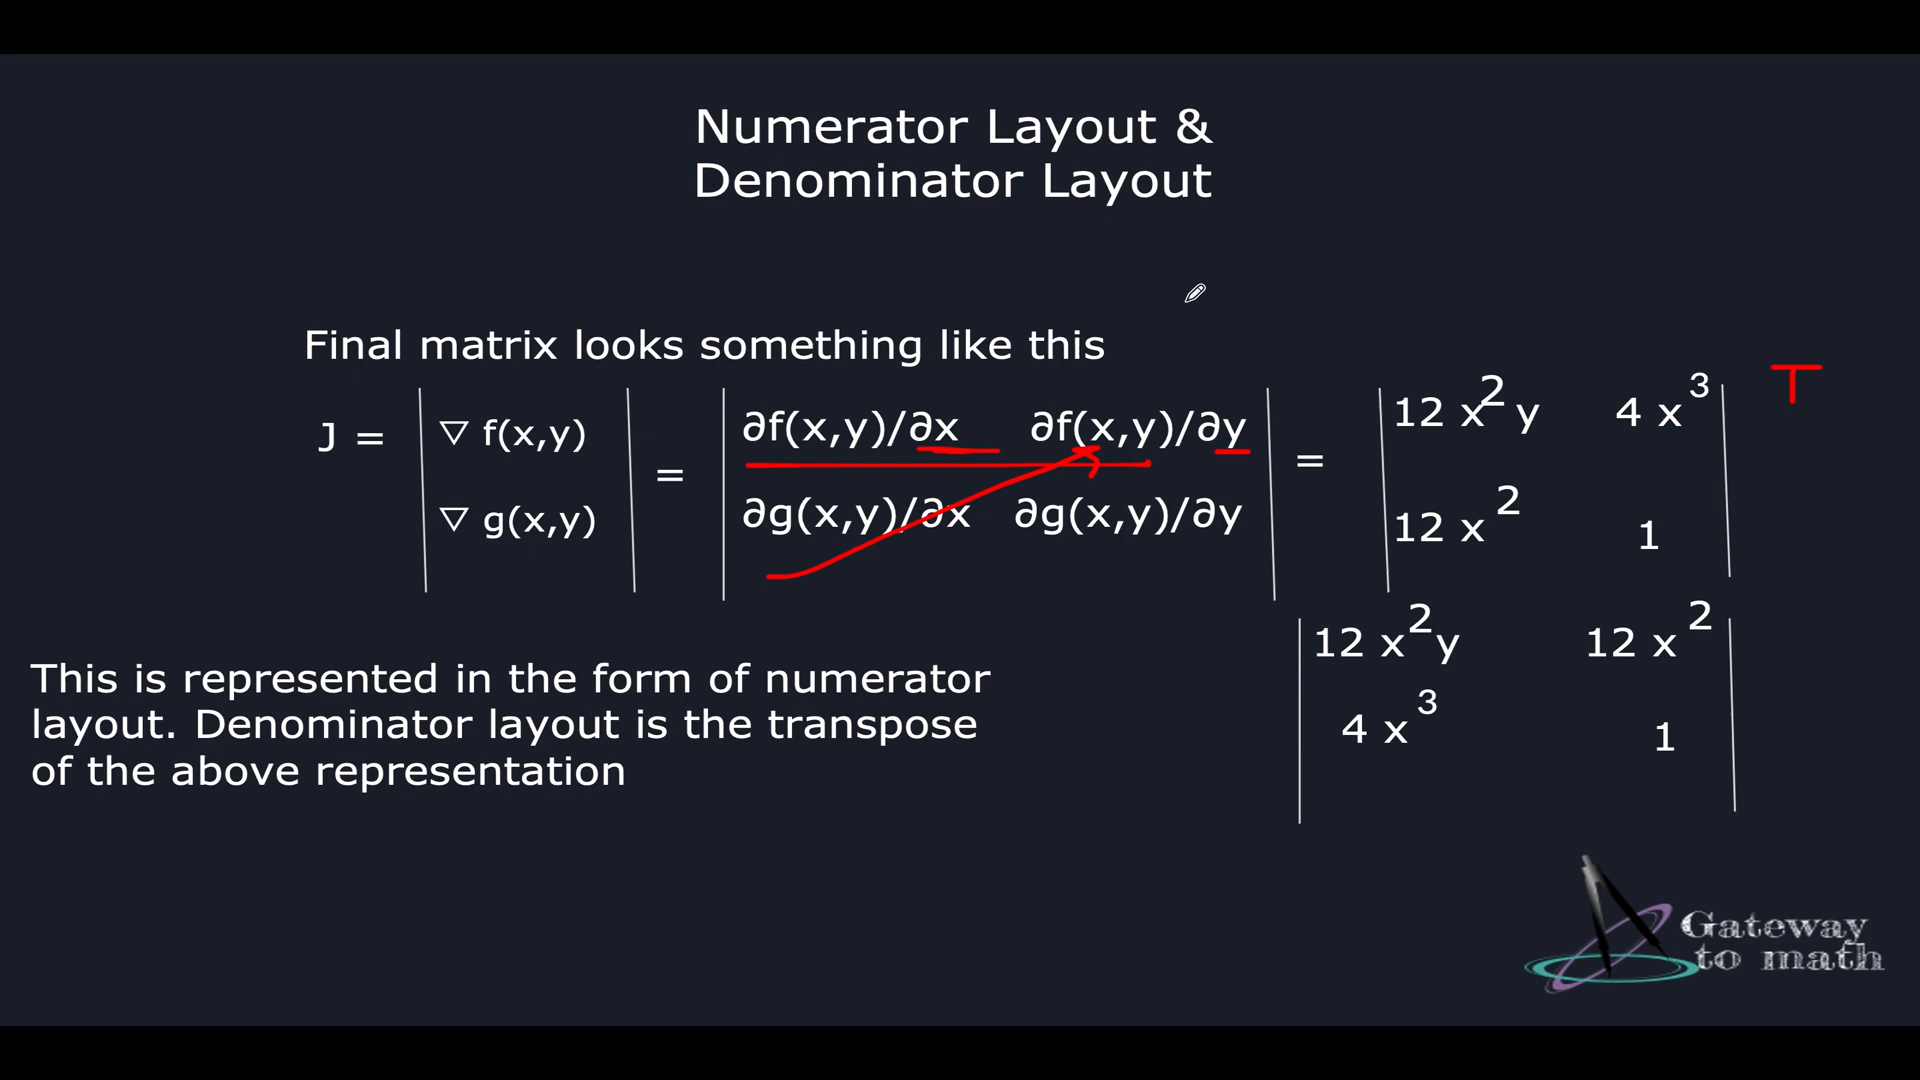 Numerator Layout &
Denominator Layout
Final matrix looks something like this
J = | ▽ f(x,y) | = | ∂f(x,y)/∂x ∂f(x,y)/∂y | = | 12 x² y 4 x³ | T
| ▽ g(x,y) | | ∂g(x,y)/∂x ∂g(x,y)/∂y | | 12 x² 1 |
| 12 x² y 12 x² |
| 4 x³ 1 |
This is represented in the form of numerator
layout. Denominator layout is the transpose
of the above representation
Gateway
to math